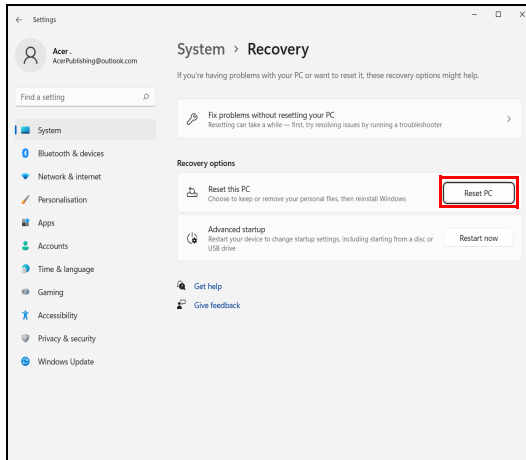 Settings
Acer .
AcerPublishing@outlook.com
Find a setting
System
Bluetooth & devices
Network & internet
Personalisation
Apps
Accounts
Time & language
Gaming
Accessibility
Privacy & security
Windows Update
System > Recovery
If you're having problems with your PC or want to reset it, these recovery options might help.
Fix problems without resetting your PC
Resetting can take a while — first, try resolving issues by running a troubleshooter
Recovery options
Reset this PC
Choose to keep or remove your personal files, then reinstall Windows
Reset PC
Advanced startup
Restart your device to change startup settings, including starting from a disc or
USB drive
Restart now
Get help
Give feedback